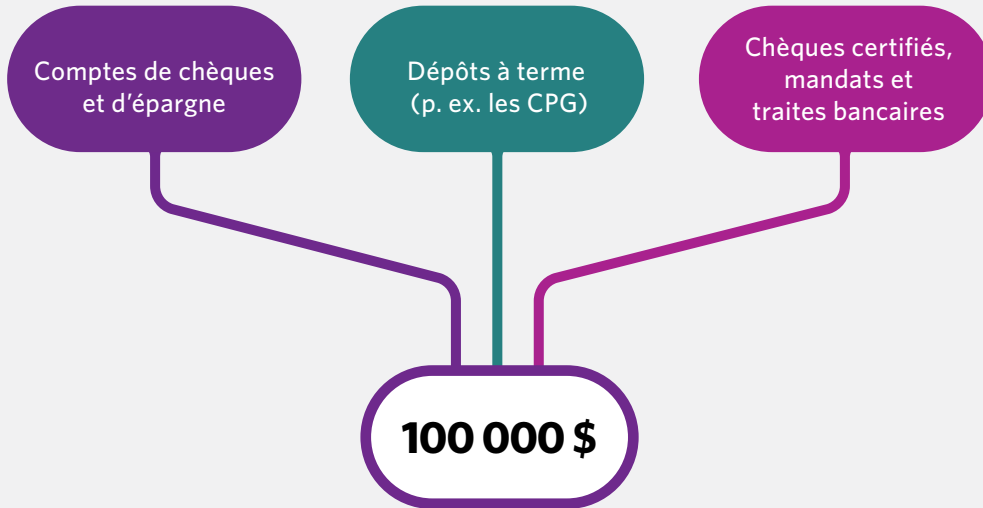 Comptes de chèques
et d'épargne
Dépôts à terme
(p. ex. les CPG)
Chèques certifiés,
mandats et
traites bancaires
100 000 $